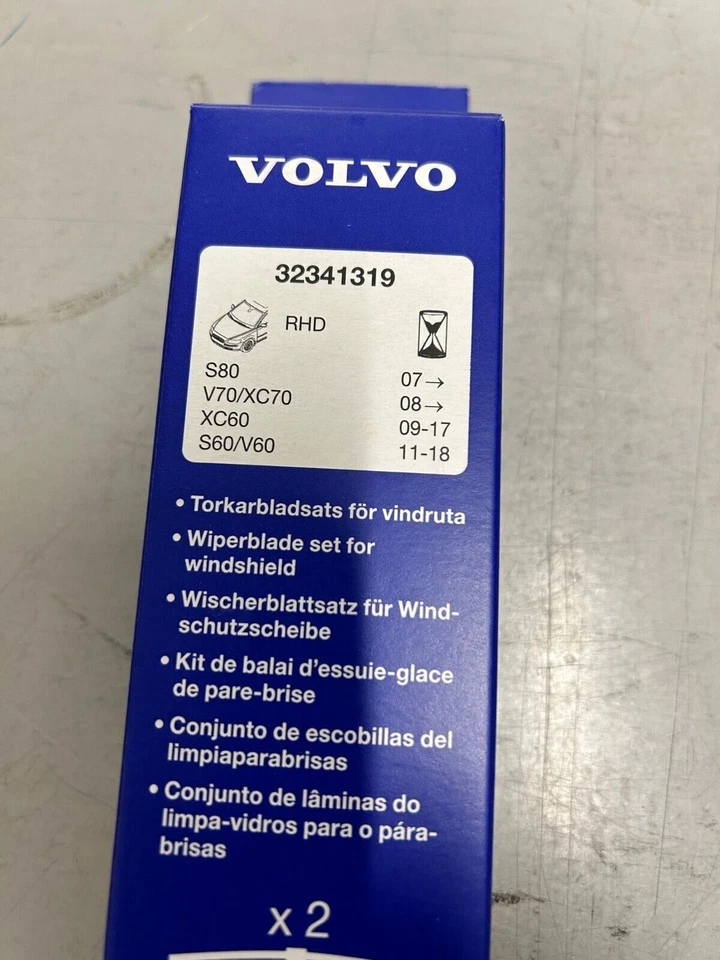 VOLVO
32341319
RHD
S80 07→
V70/XC70 08→
XC60 09-17
S60/V60 11-18
• Torkarbladsats för vindruta
• Wiperblade set for
windshield
• Wischerblattsatz für Wind-
schutzscheibe
• Kit de balai d'essuie-glace
de pare-brise
• Conjunto de escobillas del
limpiaparabrisas
• Conjunto de lâminas do
limpa-vidros para o pára-
brisas
x 2